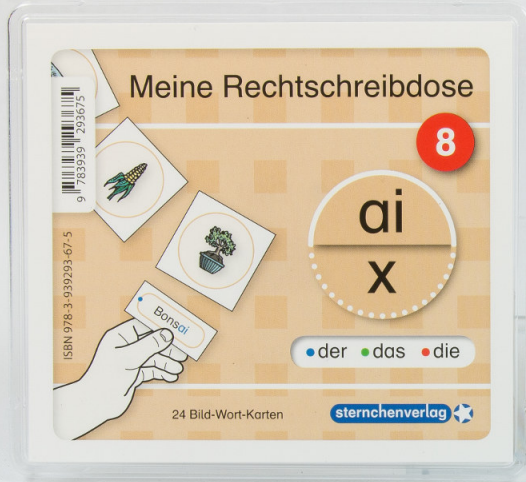 Meine Rechtschreibdose
8
9 783939 293675
ai
x
Bonsai
ISBN 978-3-939293-67-5
der das die
24 Bild-Wort-Karten
sternchenverlag